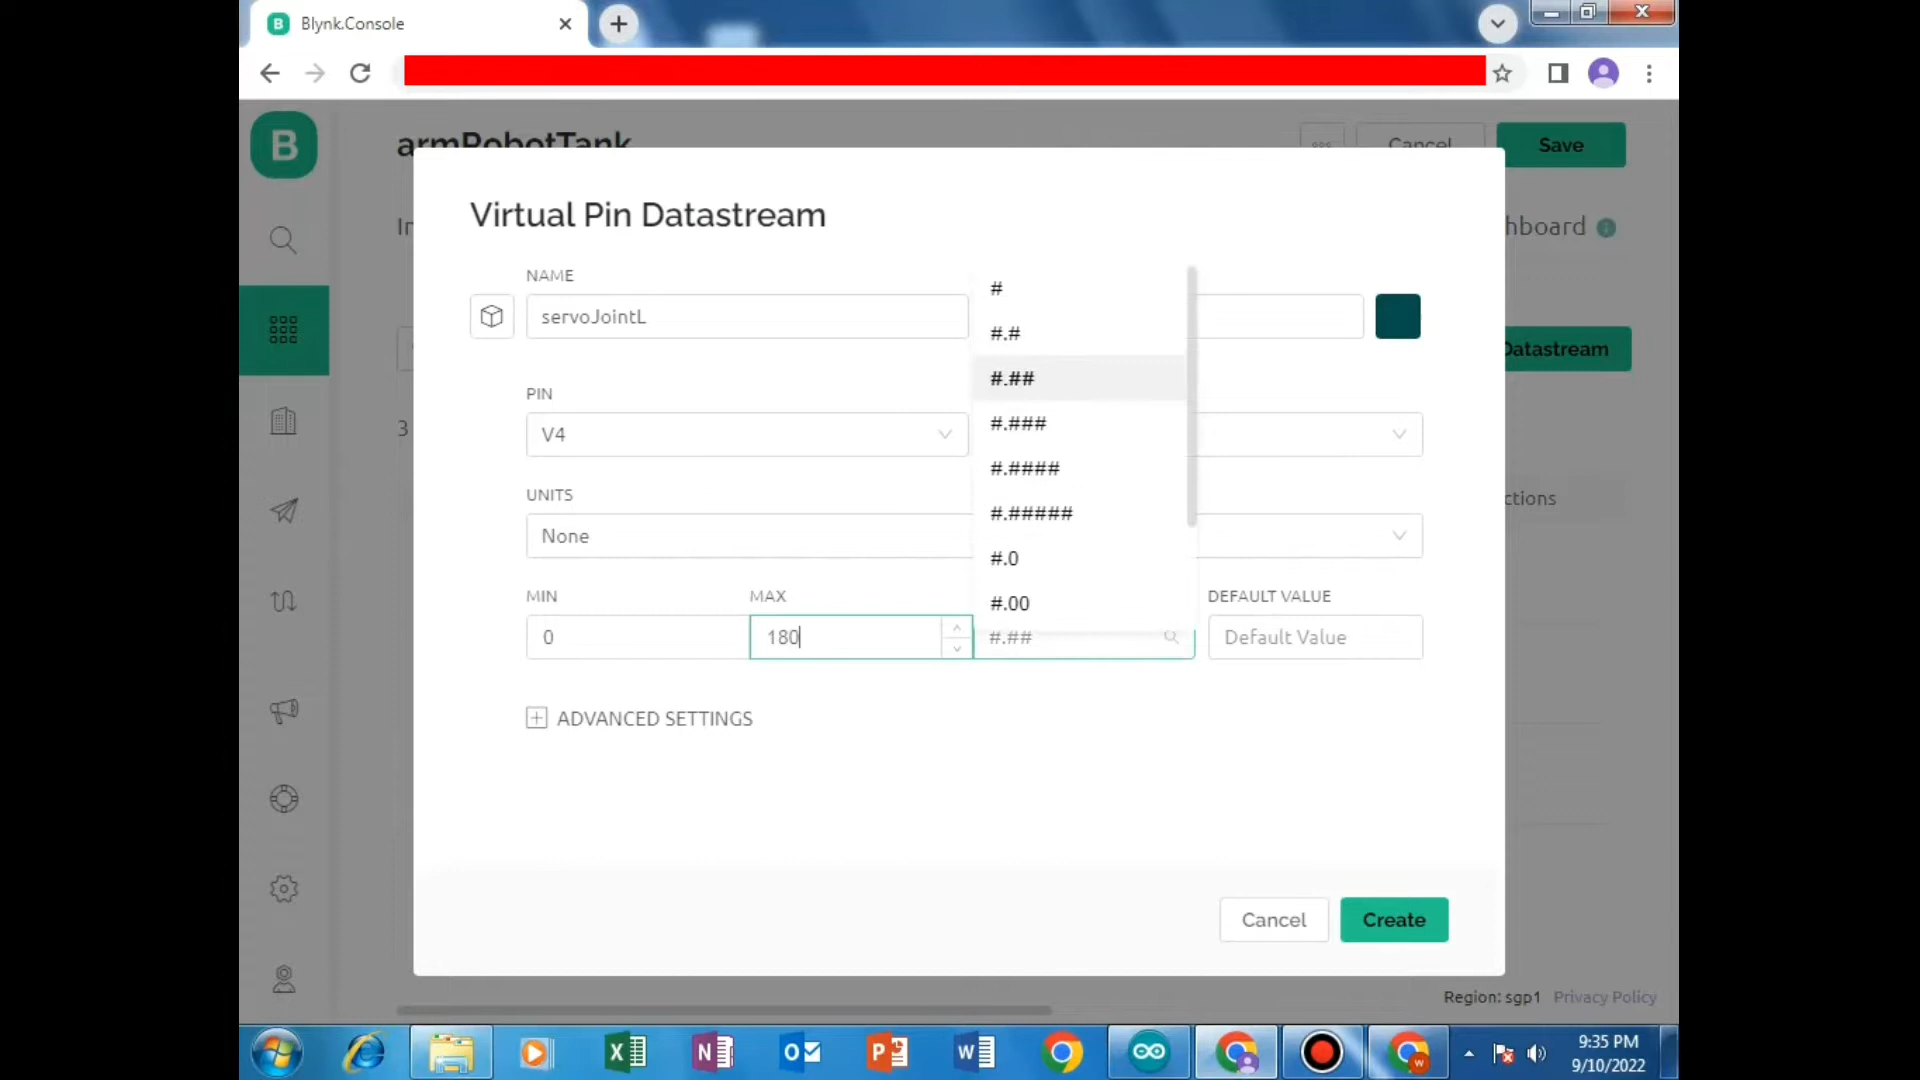 B Blynk.Console
B
armRobotTank
Cancel
Save
Virtual Pin Datastream
hboard
NAME
servoJointL
#
#.#
Datastream
#.##
PIN
V4
#.###
3
#.####
UNITS
ctions
#.#####
None
#.0
MIN
MAX
#.00
DEFAULT VALUE
0
180
#.##
Default Value
ADVANCED SETTINGS
Cancel
Create
Region: sgp1 Privacy Policy
9:35 PM
9/10/2022